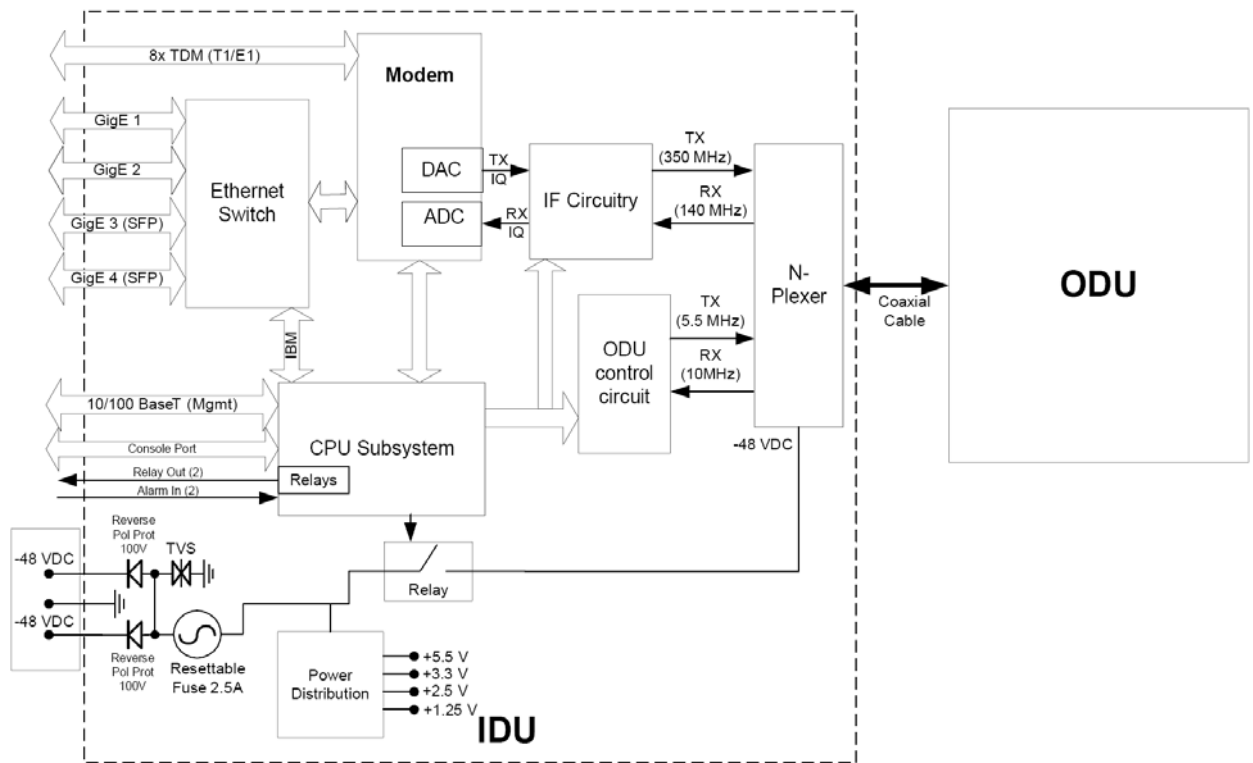 8x TDM (T1/E1)
Modem
GigE 1
GigE 2
GigE 3 (SFP)
GigE 4 (SFP)
Ethernet
Switch
DAC
ADC
TX
IQ
RX
IQ
IF Circuitry
TX
(350 MHz)
RX
(140 MHz)
N-
Plexer
Coaxial
Cable
ODU
IBM
ODU
control
circuit
TX
(5.5 MHz)
RX
(10MHz)
-48 VDC
10/100 BaseT (Mgmt)
Console Port
Relay Out (2)
Alarm In (2)
CPU Subsystem
Relays
Reverse
Pol Prot
100V
TVS
-48 VDC
-48 VDC
Reverse
Pol Prot
100V
Resettable
Fuse 2.5A
Relay
Power
Distribution
+5.5 V
+3.3 V
+2.5 V
+1.25 V
IDU